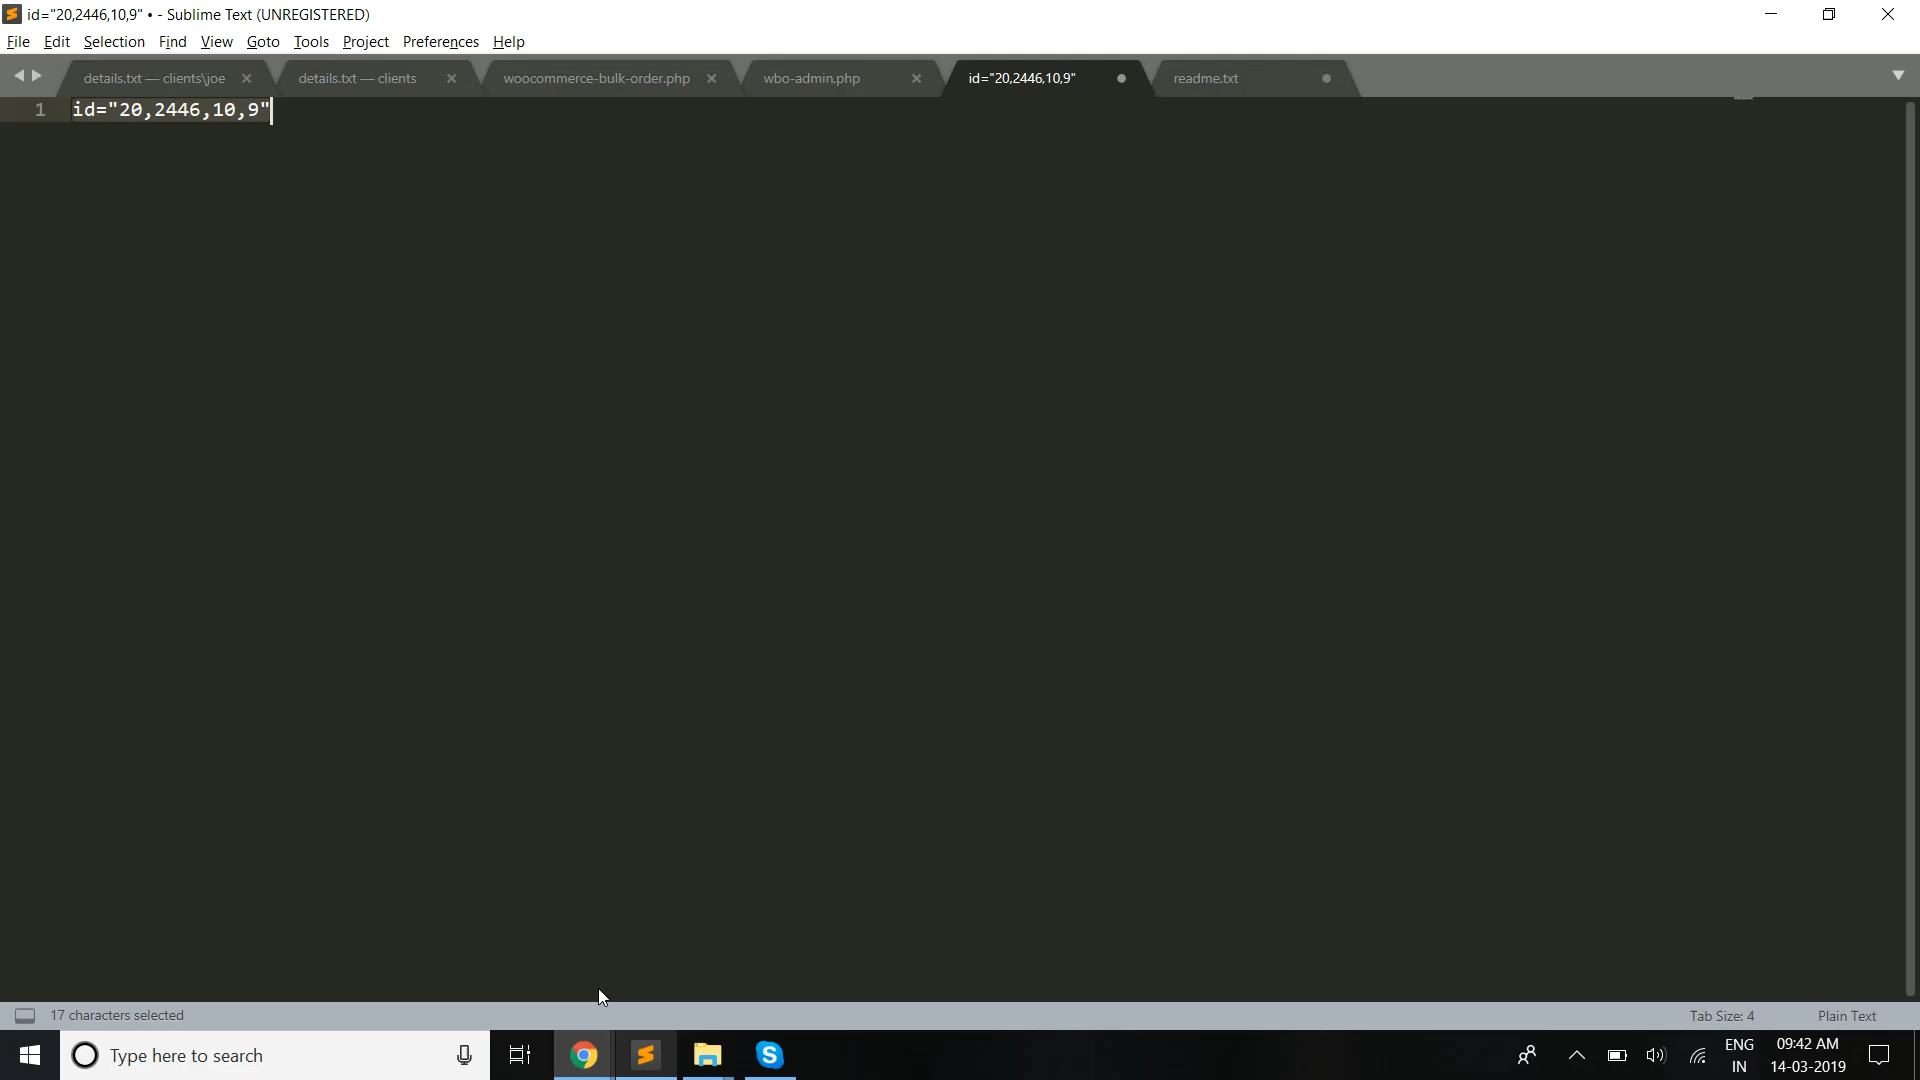 id="20,2446,10,9" • - Sublime Text (UNREGISTERED)
File Edit Selection Find View Goto Tools Project Preferences Help
details.txt — clients\joe details.txt — clients woocommerce-bulk-order.php wbo-admin.php id="20,2446,10,9" readme.txt
1 id="20,2446,10,9"
17 characters selected Tab Size: 4 Plain Text
Type here to search
ENG
IN
09:42 AM
14-03-2019